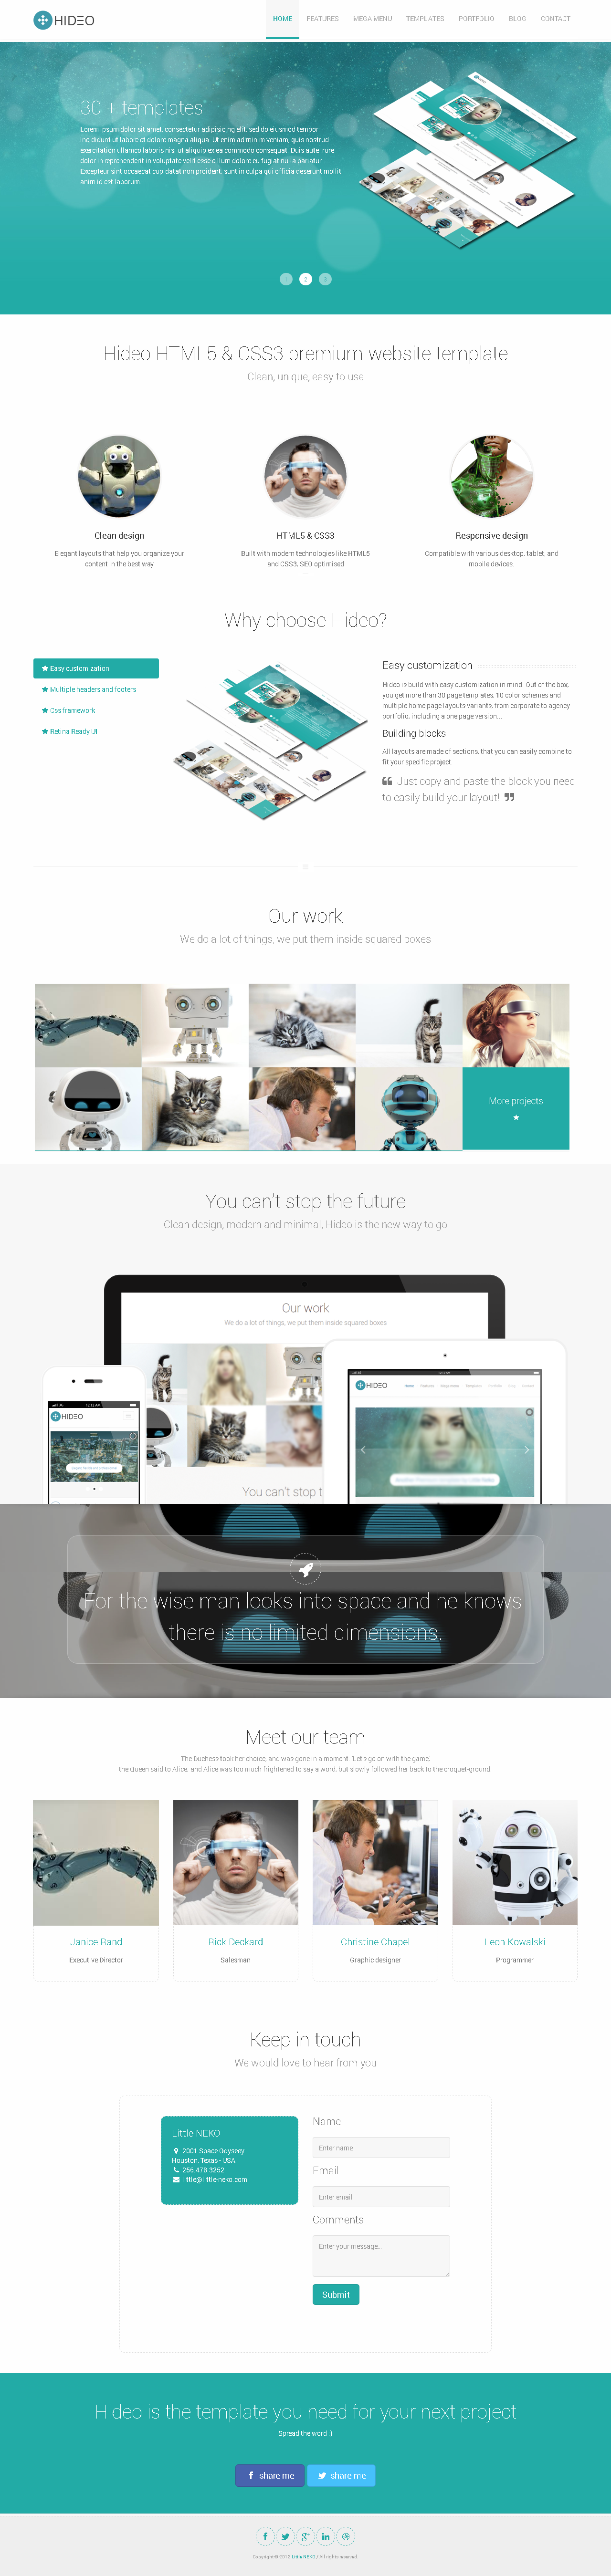 HIDEO
HOME FEATURES MEGA MENU TEMPLATES PORTFOLIO BLOG CONTACT
30 + templates
Lorem ipsum dolor sit amet, consectetur adipisicing elit, sed do eiusmod tempor
incididunt ut labore et dolore magna aliqua. Ut enim ad minim veniam, quis nostrud
exercitation ullamco laboris nisi ut aliquip ex ea commodo consequat. Duis aute irure
dolor in reprehenderit in voluptate velit esse cillum dolore eu fugiat nulla pariatur.
Excepteur sint occaecat cupidatat non proident, sunt in culpa qui officia deserunt mollit
anim id est laborum.
1 2 3
Hideo HTML5 & CSS3 premium website template
Clean, unique, easy to use
Clean design
Elegant layouts that help you organize your
content in the best way
HTML5 & CSS3
Built with modern technologies like HTML5
and CSS3, SEO optimised
Responsive design
Compatible with various desktop, tablet, and
mobile devices
Why choose Hideo?
Easy customization
Multiple headers and footers
Css framework
Retina Ready UI
Easy customization
Hideo is build with easy customization in mind. Out of the box,
you get more than 30 page templates, 10 color schemes and
multiple home page layouts variants, from corporate to agency
portfolio, including a one page version...
Building blocks
All layouts are made of sections, that you can easily combine to
fit your specific project.
Just copy and paste the block you need
to easily build your layout!
Our work
We do a lot of things, we put them inside squared boxes
More projects
You can't stop the future
Clean design, modern and minimal, Hideo is the new way to go
Our work
We do a lot of things, we put them inside squared boxes
HIDEO
HIDEO
You can't stop t
For the wise man looks into space and he knows
there is no limited dimensions.
Meet our team
The Duchess took her choice, and was gone in a moment. 'Let's go on with the game,'
the Queen said to Alice; and Alice was too much frightened to say a word, but slowly followed her back to the croquet-ground.
Janice Rand
Executive Director
Rick Deckard
Salesman
Christine Chapel
Graphic designer
Leon Kowalski
Programmer
Keep in touch
We would love to hear from you
Little NEKO
2001 Space Odyssey
Houston, Texas - USA
256.478.3252
little@little-neko.com
Name
Enter name
Email
Enter email
Comments
Enter your message...
Submit
Hideo is the template you need for your next project
Spread the word :)
share me
share me
Copyright © 2012 Little NEKO / All rights reserved.